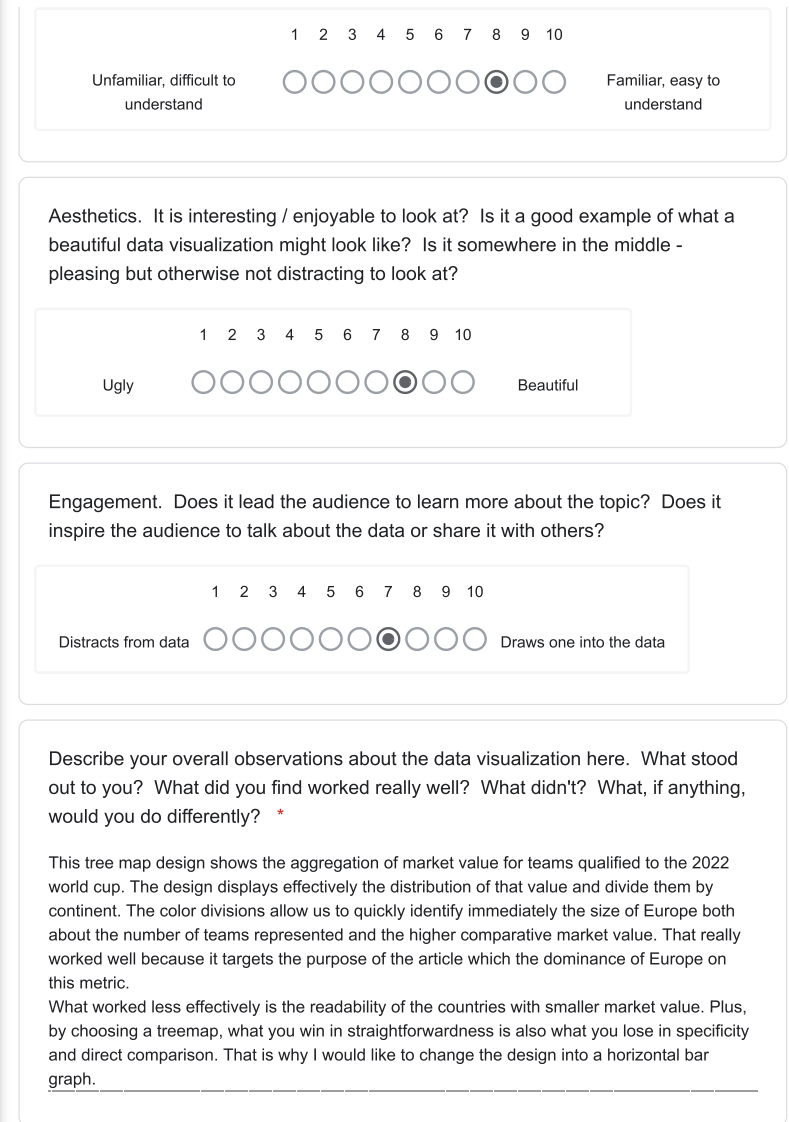 1 2 3 4 5 6 7 8 9 10
Unfamiliar, difficult to understand
Familiar, easy to understand
Aesthetics.  It is interesting / enjoyable to look at?  Is it a good example of what a
beautiful data visualization might look like?  Is it somewhere in the middle -
pleasing but otherwise not distracting to look at?
1 2 3 4 5 6 7 8 9 10
Ugly
Beautiful
Engagement.  Does it lead the audience to learn more about the topic?  Does it
inspire the audience to talk about the data or share it with others?
1 2 3 4 5 6 7 8 9 10
Distracts from data
Draws one into the data
Describe your overall observations about the data visualization here.  What stood
out to you?  What did you find worked really well?  What didn't?  What, if anything,
would you do differently?  *
This tree map design shows the aggregation of market value for teams qualified to the 2022
world cup. The design displays effectively the distribution of that value and divide them by
continent. The color divisions allow us to quickly identify immediately the size of Europe both
about the number of teams represented and the higher comparative market value. That really
worked well because it targets the purpose of the article which the dominance of Europe on
this metric.
What worked less effectively is the readability of the countries with smaller market value. Plus,
by choosing a treemap, what you win in straightforwardness is also what you lose in specificity
and direct comparison. That is why I would like to change the design into a horizontal bar
graph.